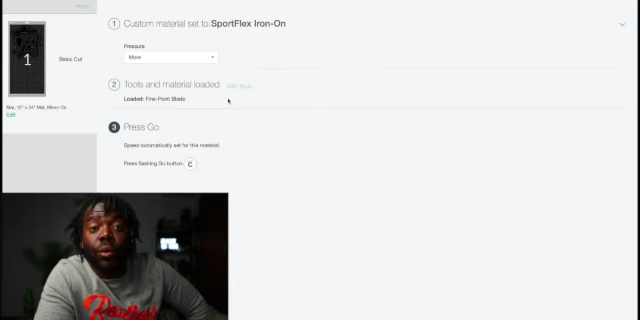 1 Custom material set to: SportFlex Iron-On
Pressure
More
1
Basic Cut
2 Tools and material loaded
Edit Tools
Loaded: Fine-Point Blade
Mat, 12" x 24" Mat, Mirror On
Edit
3 Press Go
Speed automatically set for this material.
Press flashing Go button